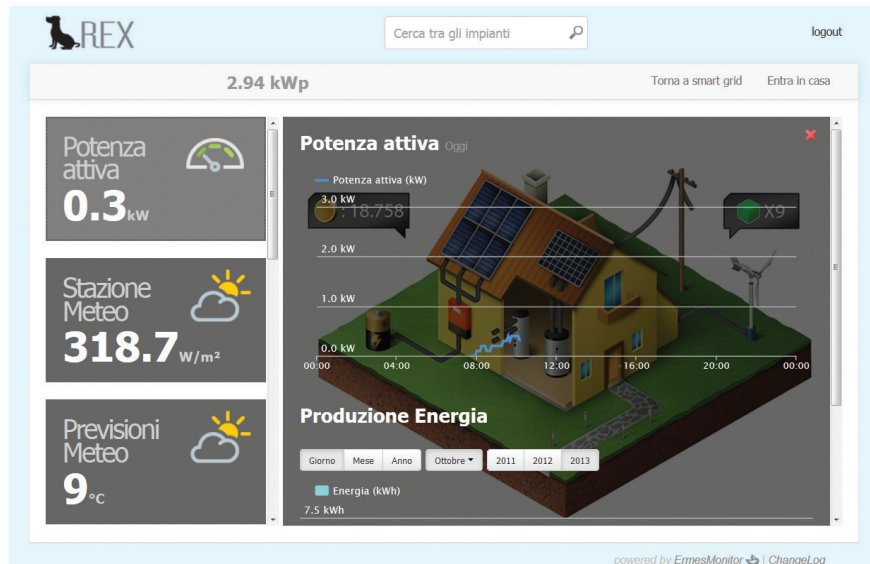 REX
Cerca tra gli impianti
logout
2.94 kWp
Torna a smart grid
Entra in casa
Potenza
attiva
0.3 kW
Stazione
Meteo
318.7 W/m²
Previsioni
Meteo
9 °C
Potenza attiva Oggi
Potenza attiva (kW)
3.0 kW
: 18.758
X9
2.0 kW
1.0 kW
0.0 kW
00:00 04:00 08:00 12:00 16:00 20:00 00:00
Produzione Energia
Giorno Mese Anno Ottobre 2011 2012 2013
Energia (kWh)
7.5 kWh
powered by ErmesMonitor | ChangeLog